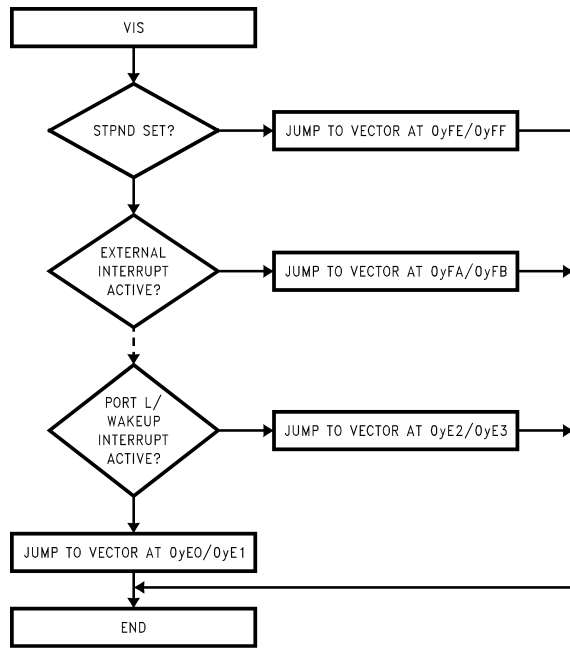 VIS
STPND SET?
JUMP TO VECTOR AT 0yFE/0yFF
EXTERNAL
INTERRUPT
ACTIVE?
JUMP TO VECTOR AT 0yFA/0yFB
PORT L/
WAKEUP
INTERRUPT
ACTIVE?
JUMP TO VECTOR AT 0yE2/0yE3
JUMP TO VECTOR AT 0yE0/0yE1
END